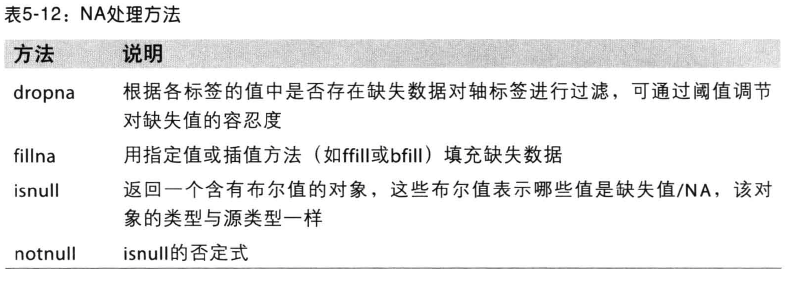 表5-12：NA处理方法
方法 说明
dropna 根据各标签的值中是否存在缺失数据对轴标签进行过滤，可通过阈值调节
对缺失值的容忍度
fillna 用指定值或插值方法（如ffill或bfill）填充缺失数据
isnull 返回一个含有布尔值的对象，这些布尔值表示哪些值是缺失值/NA，该对
象的类型与源类型一样
notnull isnull的否定式